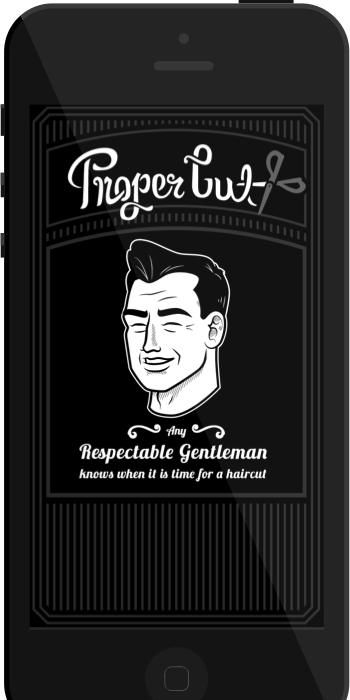 Proper Cut
Any
Respectable Gentleman
knows when it is time for a haircut